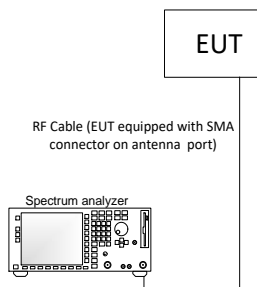 EUT
RF Cable (EUT equipped with SMA
connector on antenna port)
Spectrum analyzer